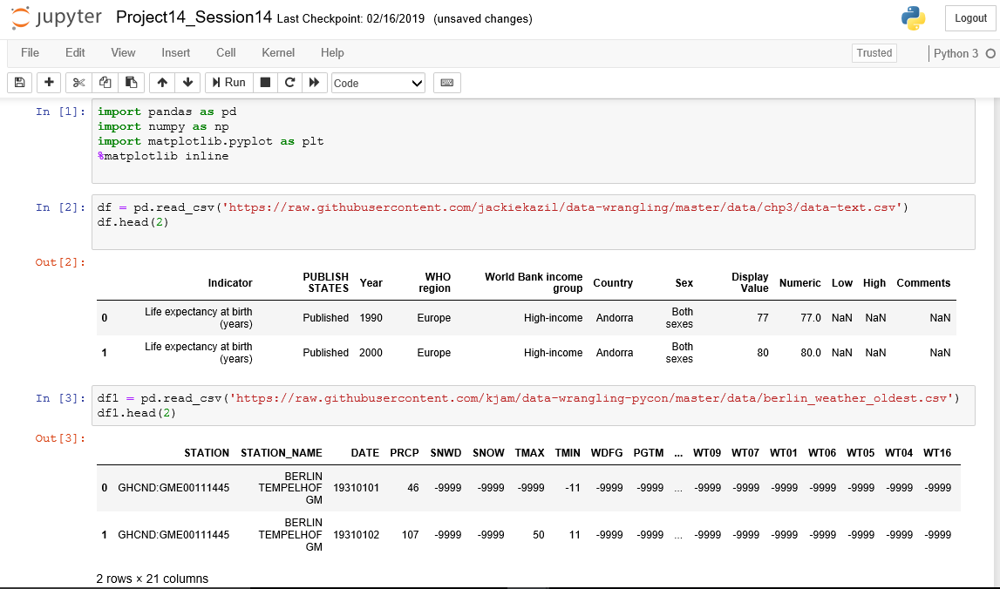 jupyter Project14_Session14 Last Checkpoint: 02/16/2019 (unsaved changes) Logout
File Edit View Insert Cell Kernel Help Trusted Python 3
Run Code
In [1]: import pandas as pd
import numpy as np
import matplotlib.pyplot as plt
%matplotlib inline
In [2]: df = pd.read_csv('https://raw.githubusercontent.com/jackiekazil/data-wrangling/master/data/chp3/data-text.csv')
df.head(2)
Out[2]:
Indicator PUBLISH STATES Year WHO region World Bank income group Country Sex Display Value Numeric Low High Comments
0 Life expectancy at birth (years) Published 1990 Europe High-income Andorra Both sexes 77 77.0 NaN NaN NaN
1 Life expectancy at birth (years) Published 2000 Europe High-income Andorra Both sexes 80 80.0 NaN NaN NaN
In [3]: df1 = pd.read_csv('https://raw.githubusercontent.com/kjam/data-wrangling-pycon/master/data/berlin_weather_oldest.csv')
df1.head(2)
Out[3]:
STATION STATION_NAME DATE PRCP SNWD SNOW TMAX TMIN WDFG PGTM ... WT09 WT07 WT01 WT06 WT05 WT04 WT16
0 GHCND:GME00111445 BERLIN TEMPELHOF GM 19310101 46 -9999 -9999 -9999 -11 -9999 -9999 ... -9999 -9999 -9999 -9999 -9999 -9999 -9999
1 GHCND:GME00111445 BERLIN TEMPELHOF GM 19310102 107 -9999 -9999 50 11 -9999 -9999 ... -9999 -9999 -9999 -9999 -9999 -9999 -9999
2 rows × 21 columns